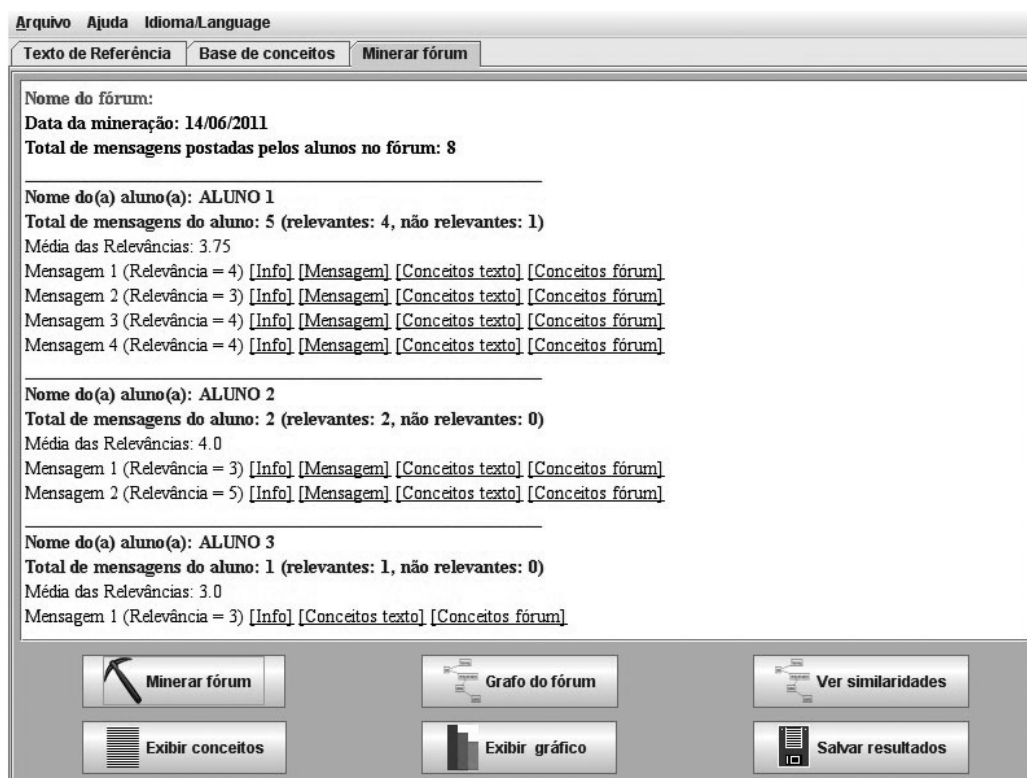 Arquivo Ajuda Idioma/Language
Texto de Referência Base de conceitos Minerar fórum
Nome do fórum:
Data da mineração: 14/06/2011
Total de mensagens postadas pelos alunos no fórum: 8
Nome do(a) aluno(a): ALUNO 1
Total de mensagens do aluno: 5 (relevantes: 4, não relevantes: 1)
Média das Relevâncias: 3.75
Mensagem 1 (Relevância = 4) [Info] [Mensagem] [Conceitos texto] [Conceitos fórum]
Mensagem 2 (Relevância = 3) [Info] [Mensagem] [Conceitos texto] [Conceitos fórum]
Mensagem 3 (Relevância = 4) [Info] [Mensagem] [Conceitos texto] [Conceitos fórum]
Mensagem 4 (Relevância = 4) [Info] [Mensagem] [Conceitos texto] [Conceitos fórum]
Nome do(a) aluno(a): ALUNO 2
Total de mensagens do aluno: 2 (relevantes: 2, não relevantes: 0)
Média das Relevâncias: 4.0
Mensagem 1 (Relevância = 3) [Info] [Mensagem] [Conceitos texto] [Conceitos fórum]
Mensagem 2 (Relevância = 5) [Info] [Mensagem] [Conceitos texto] [Conceitos fórum]
Nome do(a) aluno(a): ALUNO 3
Total de mensagens do aluno: 1 (relevantes: 1, não relevantes: 0)
Média das Relevâncias: 3.0
Mensagem 1 (Relevância = 3) [Info] [Conceitos texto] [Conceitos fórum]
Minerar fórum Grafo do fórum Ver similaridades
Exibir conceitos Exibir gráfico Salvar resultados